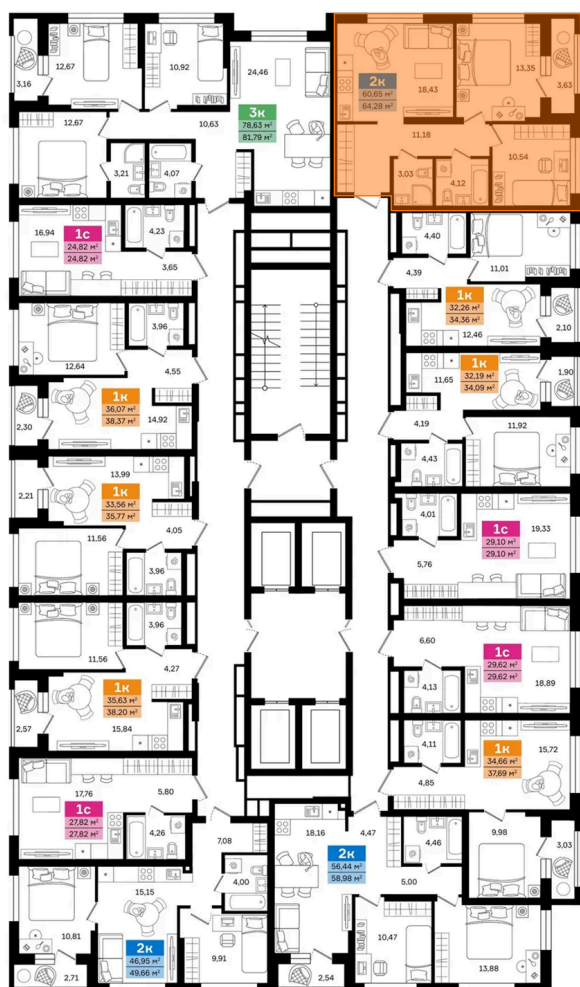 12,67
3,16
10,92
24,46
3к
78,63 м²
81,79 м²
12,67
10,63
3,21
4,07
2к
60,65 м²
64,28 м²
18,43
13,35
3,63
11,18
10,54
3,03
4,12
16,94
1с
24,82 м²
24,82 м²
4,23
3,65
4,40
4,39
11,01
1к
32,26 м²
34,36 м²
12,46
2,10
3,96
12,64
4,55
1к
36,07 м²
38,37 м²
14,92
2,30
1к
32,19 м²
34,09 м²
11,65
1,90
4,19
11,92
4,43
13,99
2,21
1к
33,56 м²
35,77 м²
4,05
11,56
3,96
4,01
19,33
1с
29,10 м²
29,10 м²
5,76
3,96
11,56
4,27
1к
35,63 м²
38,20 м²
2,57
15,84
6,60
1с
29,62 м²
29,62 м²
4,13
18,89
4,11
15,72
1к
34,66 м²
37,69 м²
4,85
17,76
5,80
1с
27,82 м²
27,82 м²
4,26
7,08
4,00
15,15
10,81
2к
46,95 м²
49,66 м²
2,71
9,91
18,16
4,47
2к
56,44 м²
58,98 м²
4,46
5,00
9,98
3,03
10,47
2,54
13,88